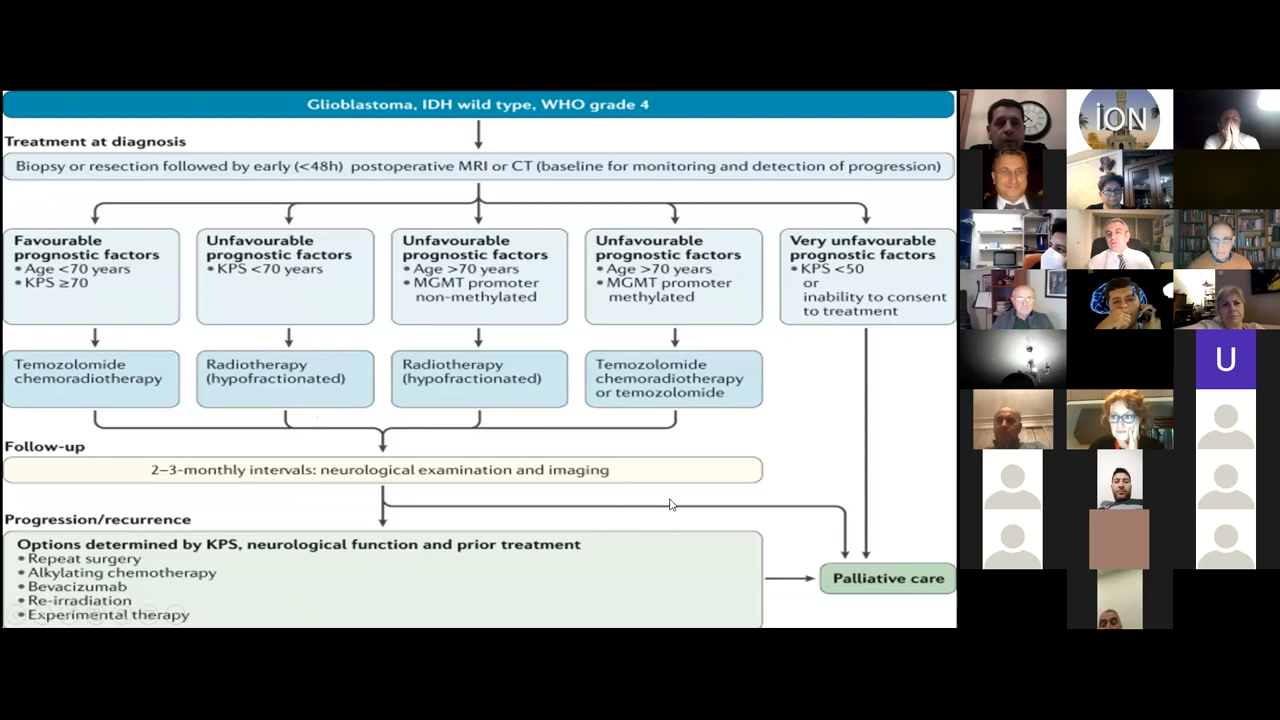 Glioblastoma, IDH wild type, WHO grade 4
Treatment at diagnosis
Biopsy or resection followed by early (<48h) postoperative MRI or CT (baseline for monitoring and detection of progression)
Favourable
prognostic factors
• Age <70 years
• KPS ≥70
Unfavourable
prognostic factors
• KPS <70 years
Unfavourable
prognostic factors
• Age >70 years
• MGMT promoter
non-methylated
Unfavourable
prognostic factors
• Age >70 years
• MGMT promoter
methylated
Very unfavourable
prognostic factors
• KPS <50
or
inability to consent
to treatment
Temozolomide
chemoradiotherapy
Radiotherapy
(hypofractionated)
Radiotherapy
(hypofractionated)
Temozolomide
chemoradiotherapy
or temozolomide
Follow-up
2–3-monthly intervals: neurological examination and imaging
Progression/recurrence
Options determined by KPS, neurological function and prior treatment
• Repeat surgery
• Alkylating chemotherapy
• Bevacizumab
• Re-irradiation
• Experimental therapy
Palliative care
iON
U